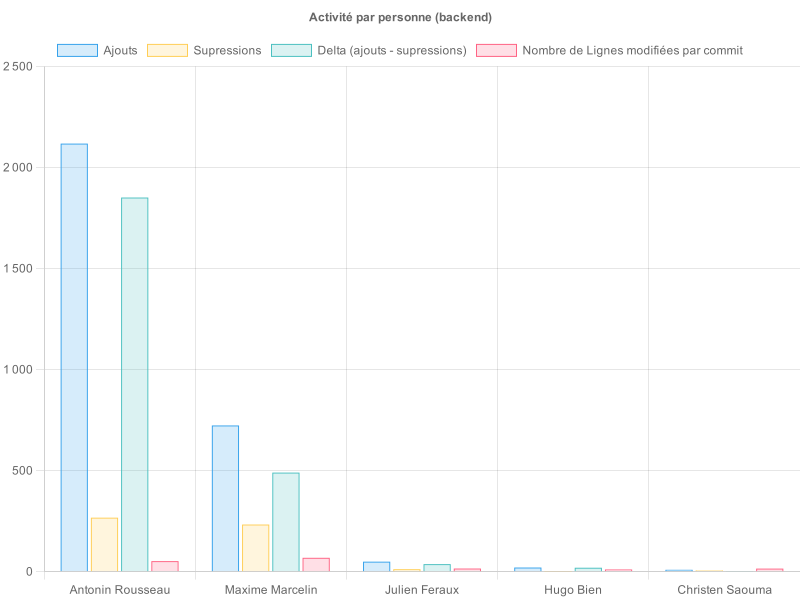 Activité par personne (backend)
Ajouts Supressions Delta (ajouts - supressions) Nombre de Lignes modifiées par commit
2 500
2 000
1 500
1 000
500
0
Antonin Rousseau Maxime Marcelin Julien Feraux Hugo Bien Christen Saouma